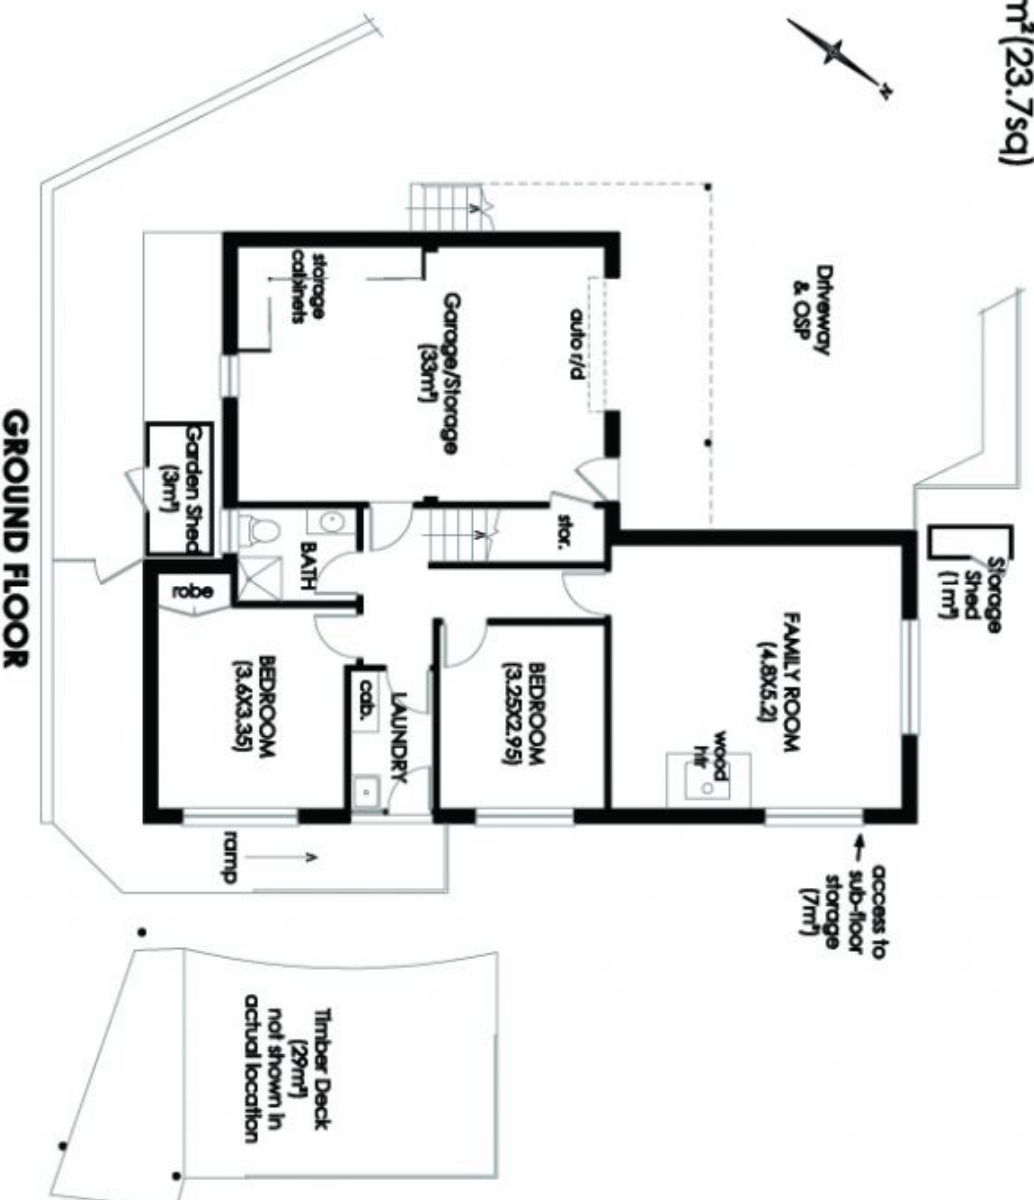 m²(23.7sq)
N
Driveway
& OSP
storage
cabinets
Garage/Storage
(33m²)
auto r/d
Garden Shed
(3m²)
stor.
BATH
robe
Storage
Shed
(1m²)
FAMILY ROOM
(4.8X5.2)
wood
htr
BEDROOM
(3.25X2.95)
LAUNDRY
cab.
BEDROOM
(3.6X3.35)
ramp
access to
sub-floor
storage
(7m²)
Timber Deck
(29m²)
not shown in
actual location
GROUND FLOOR